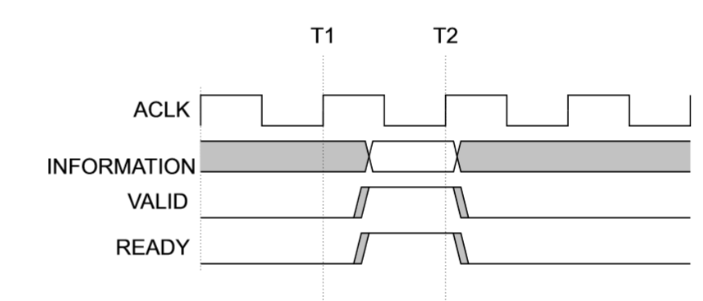 T1
T2
ACLK
INFORMATION
VALID
READY